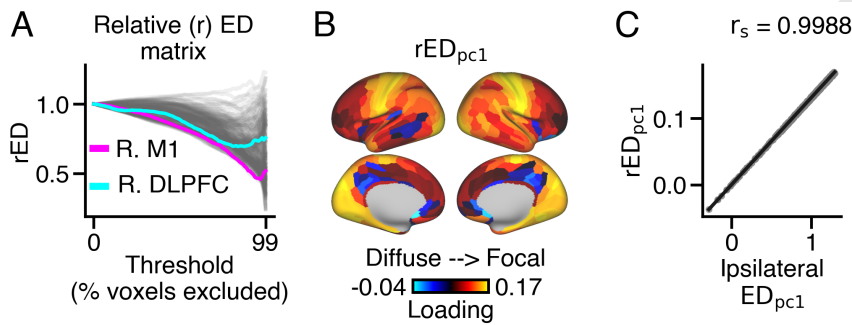 A
Relative (r) ED
matrix
1.0
0.5
rED
R. M1
R. DLPFC
0
99
Threshold
(% voxels excluded)
B
rEDpc1
Diffuse --> Focal
-0.04
0.17
Loading
C
rs = 0.9988
rEDpc1
0.1
0.0
0
1
Ipsilateral
EDpc1